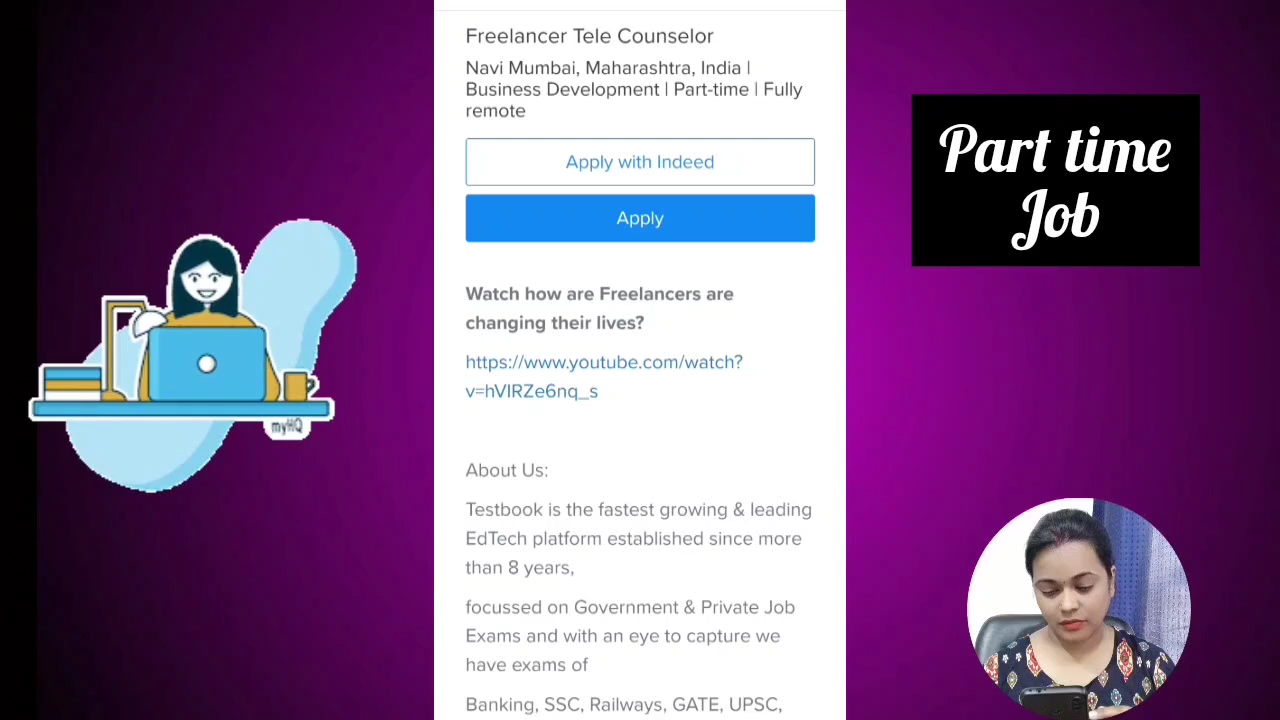 Freelancer Tele Counselor
Navi Mumbai, Maharashtra, India |
Business Development | Part-time | Fully
remote
Apply with Indeed
Apply
Watch how are Freelancers are
changing their lives?
https://www.youtube.com/watch?
v=hVIRZe6nq_s
About Us:
Testbook is the fastest growing & leading
EdTech platform established since more
than 8 years,
focussed on Government & Private Job
Exams and with an eye to capture we
have exams of
Banking, SSC, Railways, GATE, UPSC,
Part time
Job
myHQ